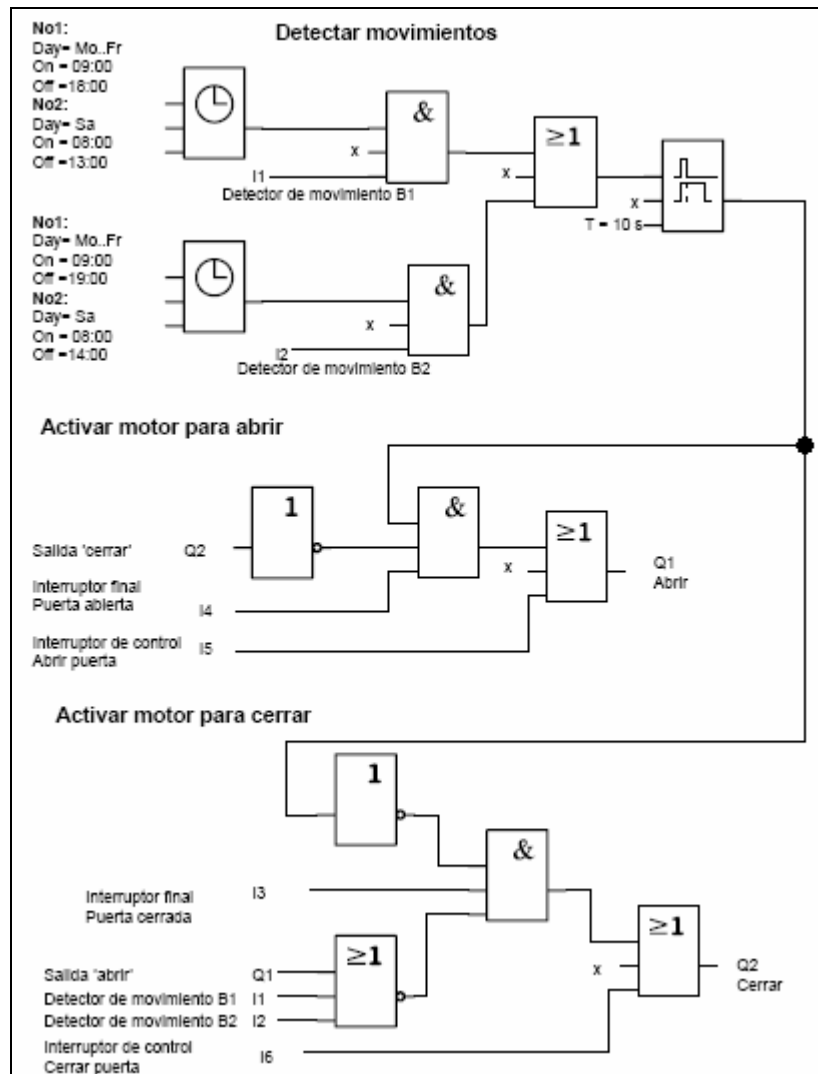 Detectar movimientos
No1:
Day= Mo..Fr
On = 09:00
Off =18:00
No2:
Day= Sa
On = 08:00
Off =13:00
&
x
I1
Detector de movimiento B1
≥1
x
x
T = 10 s
No1:
Day= Mo..Fr
On = 09:00
Off =19:00
No2:
Day= Sa
On = 08:00
Off =14:00
&
x
I2
Detector de movimiento B2
Activar motor para abrir
1
&
≥1
Salida 'cerrar' Q2
x
Q1
Abrir
Interruptor final
Puerta abierta I4
Interruptor de control I5
Abrir puerta
Activar motor para cerrar
1
&
Interruptor final I3
Puerta cerrada
≥1
≥1
Salida 'abrir' Q1
Detector de movimiento B1 I1
Detector de movimiento B2 I2
x
Q2
Cerrar
Interruptor de control I6
Cerrar puerta